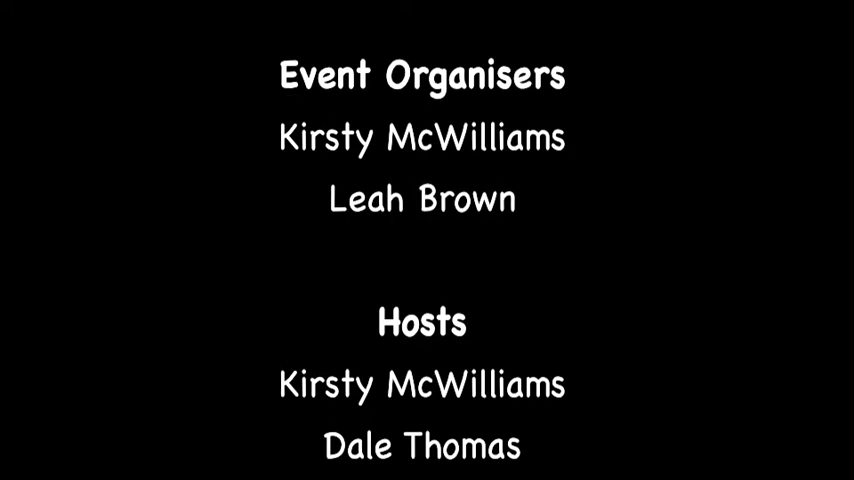 Event Organisers
Kirsty McWilliams
Leah Brown
Hosts
Kirsty McWilliams
Dale Thomas